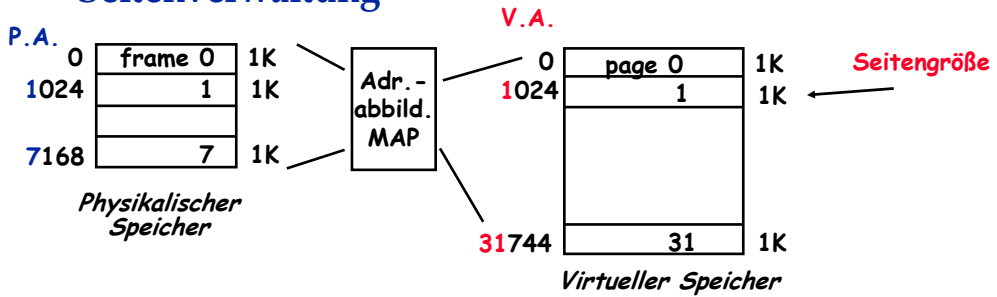 Seitenverwaltung
P.A.
0 frame 0 1K
1024 1 1K
7168 7 1K
Physikalischer
Speicher
Adr.-
abbild.
MAP
V.A.
0 page 0 1K
1024 1 1K
31744 31 1K
Virtueller Speicher
Seitengröße